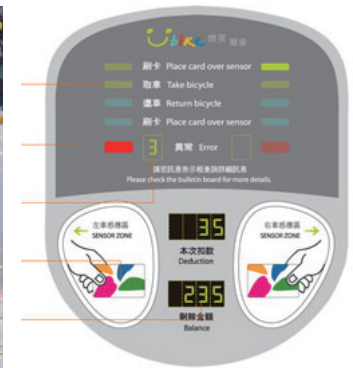 Ubike 微笑單車
刷卡 Place card over sensor
取車 Take bicycle
還車 Return bicycle
刷卡 Place card over sensor
3 異常 Error
請至訊息告示板查詢詳細訊息
Please check the bulletin board for more details.
左車感應區
SENSOR ZONE
右車感應區
SENSOR ZONE
35
本次扣款
Deduction
235
剩餘金額
Balance